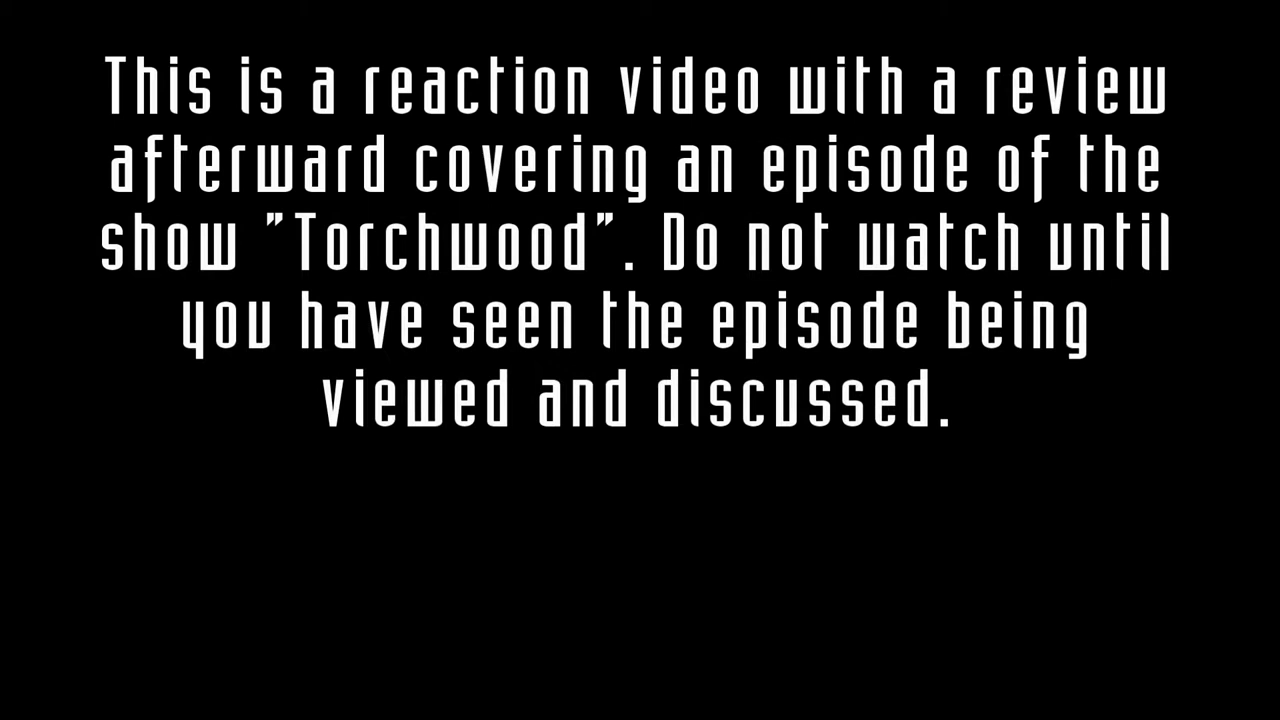 This is a reaction video with a review
afterward covering an episode of the
show "Torchwood". Do not watch until
you have seen the episode being
viewed and discussed.